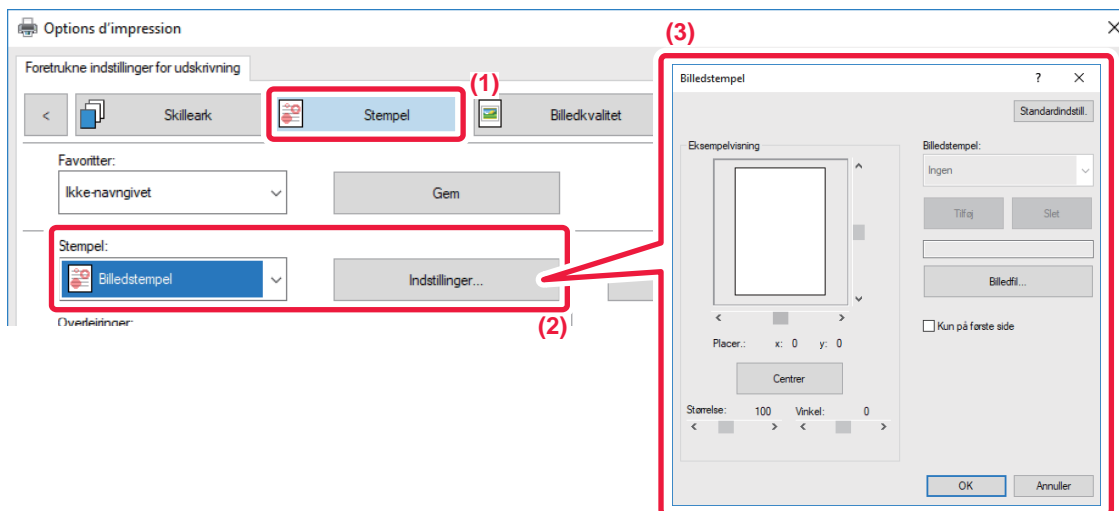 Options d'impression
(3)
Foretrukne indstillinger for udskrivning
(1)
<
Skilleark
Stempel
Billedkvalitet
Favoritter:
Ikke-navngivet
Gem
Stempel:
Billedstempel
Indstillinger...
(2)
Overlejringer:
Billedstempel
?
Standardindstill.
Eksempelvisning
Billedstempel:
Ingen
Tilføj
Slet
Billedfil...
Kun på første side
Placer.: x: 0 y: 0
Centrer
Størrelse: 100 Vinkel: 0
OK
Annuller